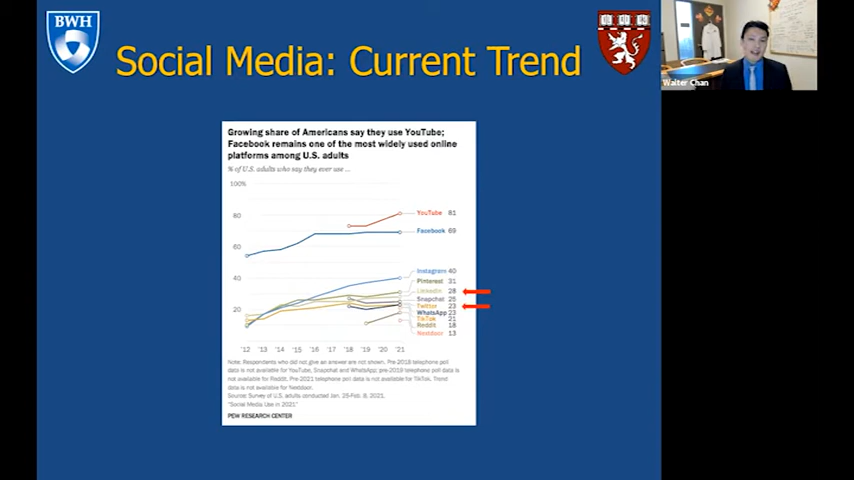 BWH
Social Media: Current Trend
Walter Chan
Growing share of Americans say they use YouTube;
Facebook remains one of the most widely used online
platforms among U.S. adults
% of U.S. adults who say they ever use ...
100%
80
60
40
20
YouTube 81
Facebook 69
Instagram 40
Pinterest 31
LinkedIn 28
Snapchat 25
Twitter 23
WhatsApp 23
TikTok 21
Reddit 18
Nextdoor 13
'12 '13 '14 '15 '16 '17 '18 '19 '20 '21
Note: Respondents who did not give an answer are not shown. Pre-2018 telephone poll
data is not available for YouTube, Snapchat and WhatsApp; pre-2019 telephone poll data is
not available for Reddit. Pre-2021 telephone poll data is not available for TikTok. Trend
data is not available for Nextdoor.
Source: Survey of U.S. adults conducted Jan. 25-Feb. 8, 2021.
"Social Media Use in 2021"
PEW RESEARCH CENTER